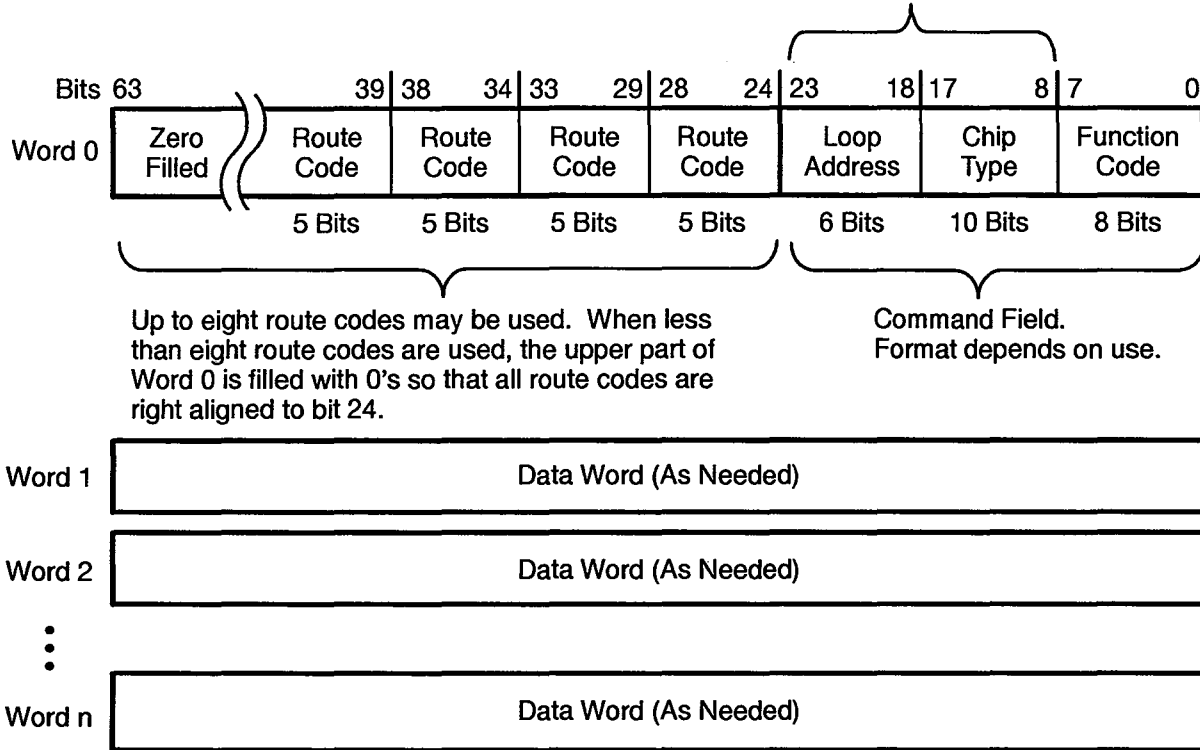 Bits 63 39 38 34 33 29 28 24 23 18 17 8 7 0
Word 0 Zero Filled Route Code Route Code Route Code Route Code Loop Address Chip Type Function Code
5 Bits 5 Bits 5 Bits 5 Bits 6 Bits 10 Bits 8 Bits
Up to eight route codes may be used. When less
than eight route codes are used, the upper part of
Word 0 is filled with 0's so that all route codes are
right aligned to bit 24.
Command Field.
Format depends on use.
Word 1 Data Word (As Needed)
Word 2 Data Word (As Needed)
Word n Data Word (As Needed)